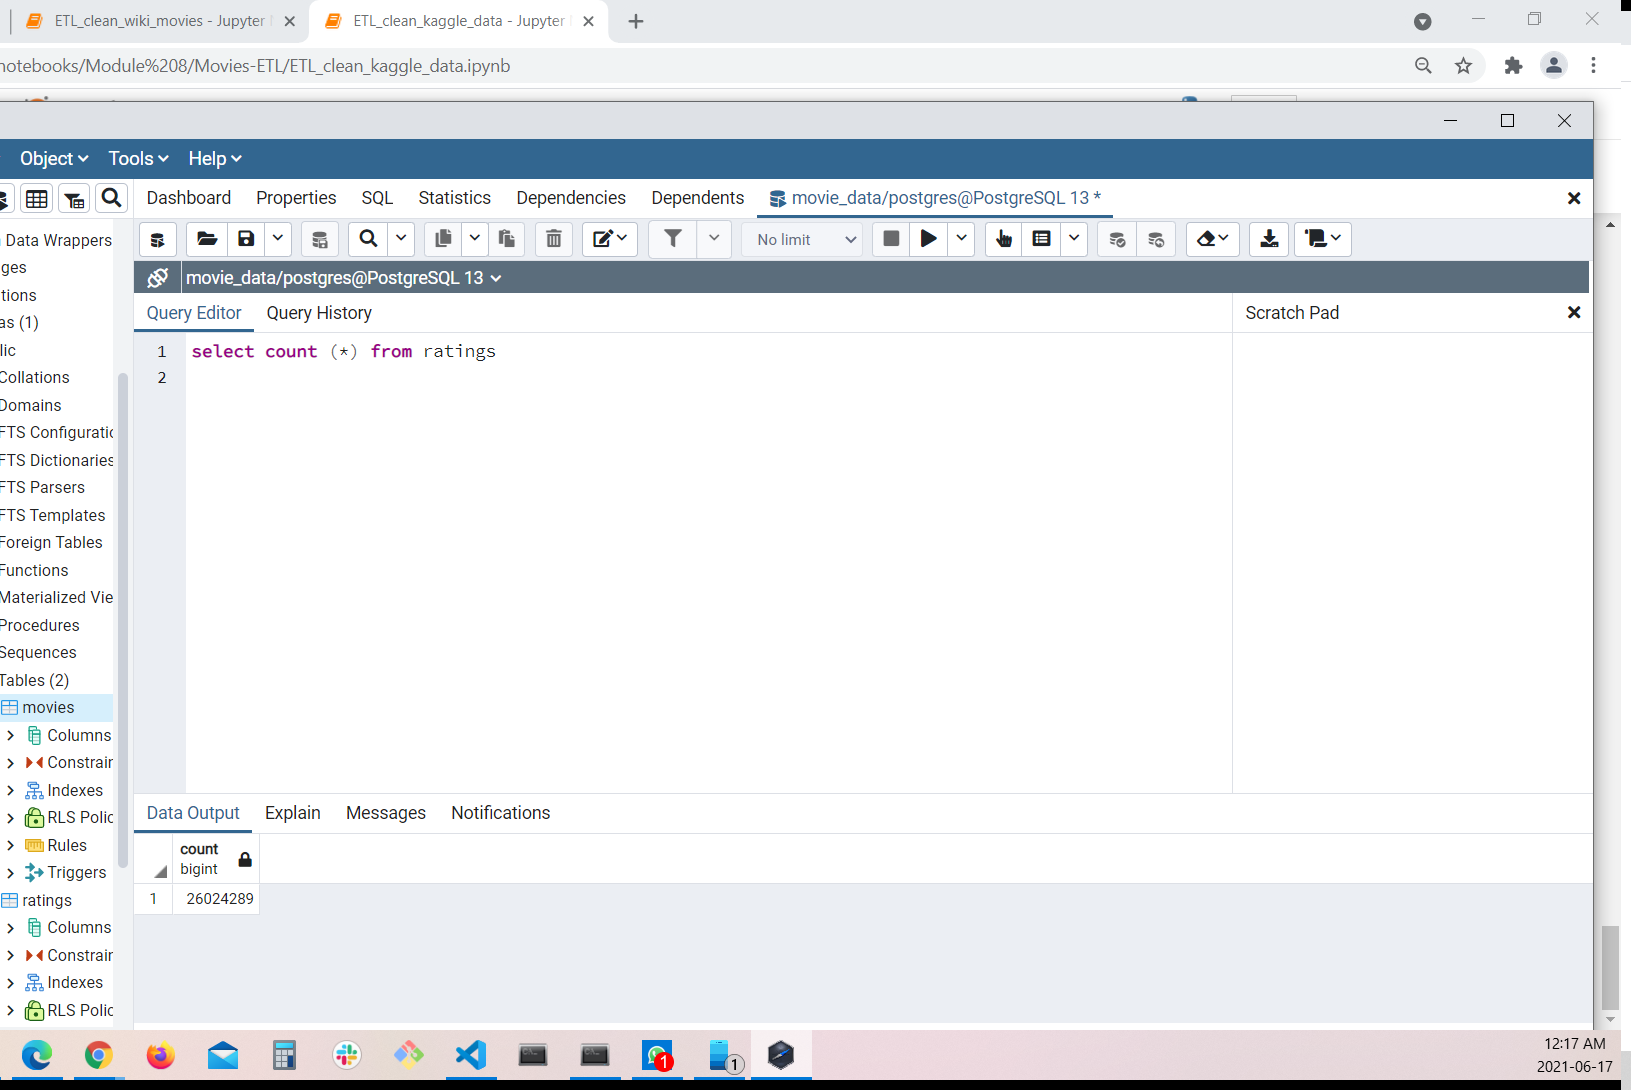 ETL_clean_wiki_movies - Jupyter
ETL_clean_kaggle_data - Jupyter
notebooks/Module%208/Movies-ETL/ETL_clean_kaggle_data.ipynb
Object Tools Help
Dashboard Properties SQL Statistics Dependencies Dependents movie_data/postgres@PostgreSQL 13 *
No limit
movie_data/postgres@PostgreSQL 13
Query Editor Query History
Scratch Pad
1 select count (*) from ratings
2
Data Wrappers
ges
tions
as (1)
lic
Collations
Domains
FTS Configuratic
FTS Dictionaries
FTS Parsers
FTS Templates
Foreign Tables
Functions
Materialized Vie
Procedures
Sequences
Tables (2)
movies
Columns
Constrain
Indexes
RLS Polic
Rules
Triggers
ratings
Columns
Constrain
Indexes
RLS Polic
Data Output Explain Messages Notifications
count
bigint
1 26024289
1
1
12:17 AM
2021-06-17